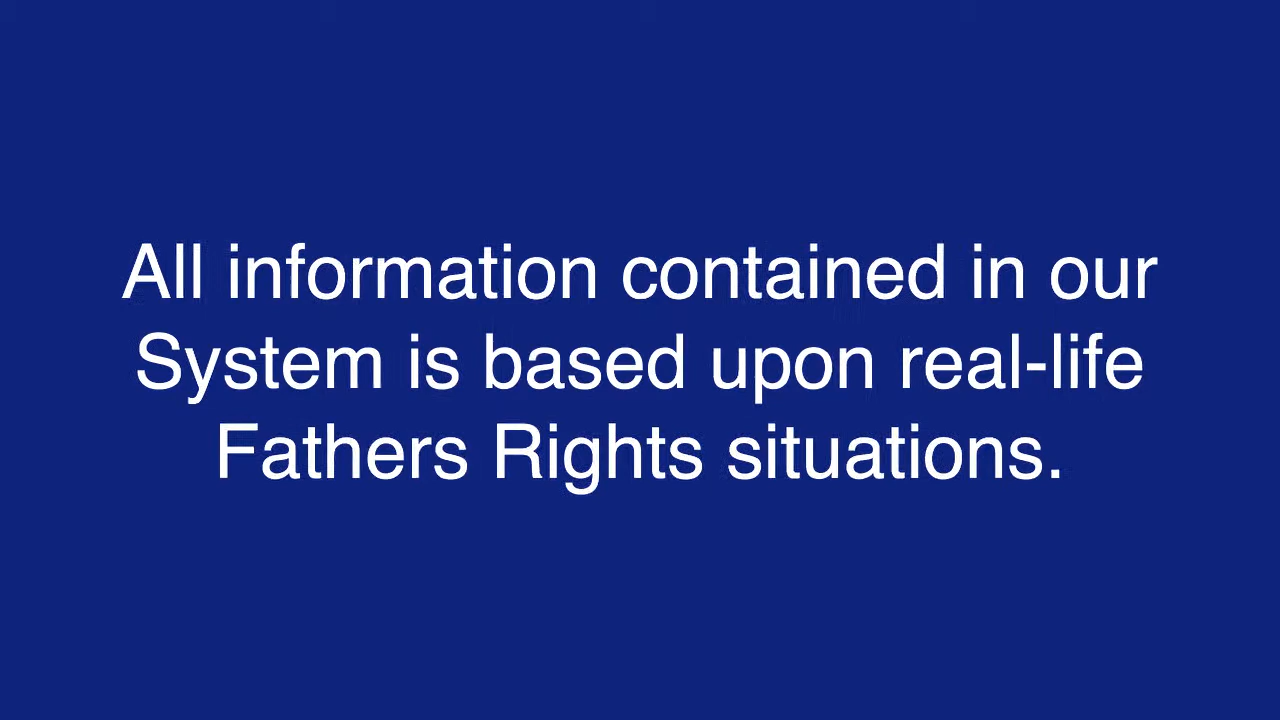 All information contained in our
System is based upon real-life
Fathers Rights situations.